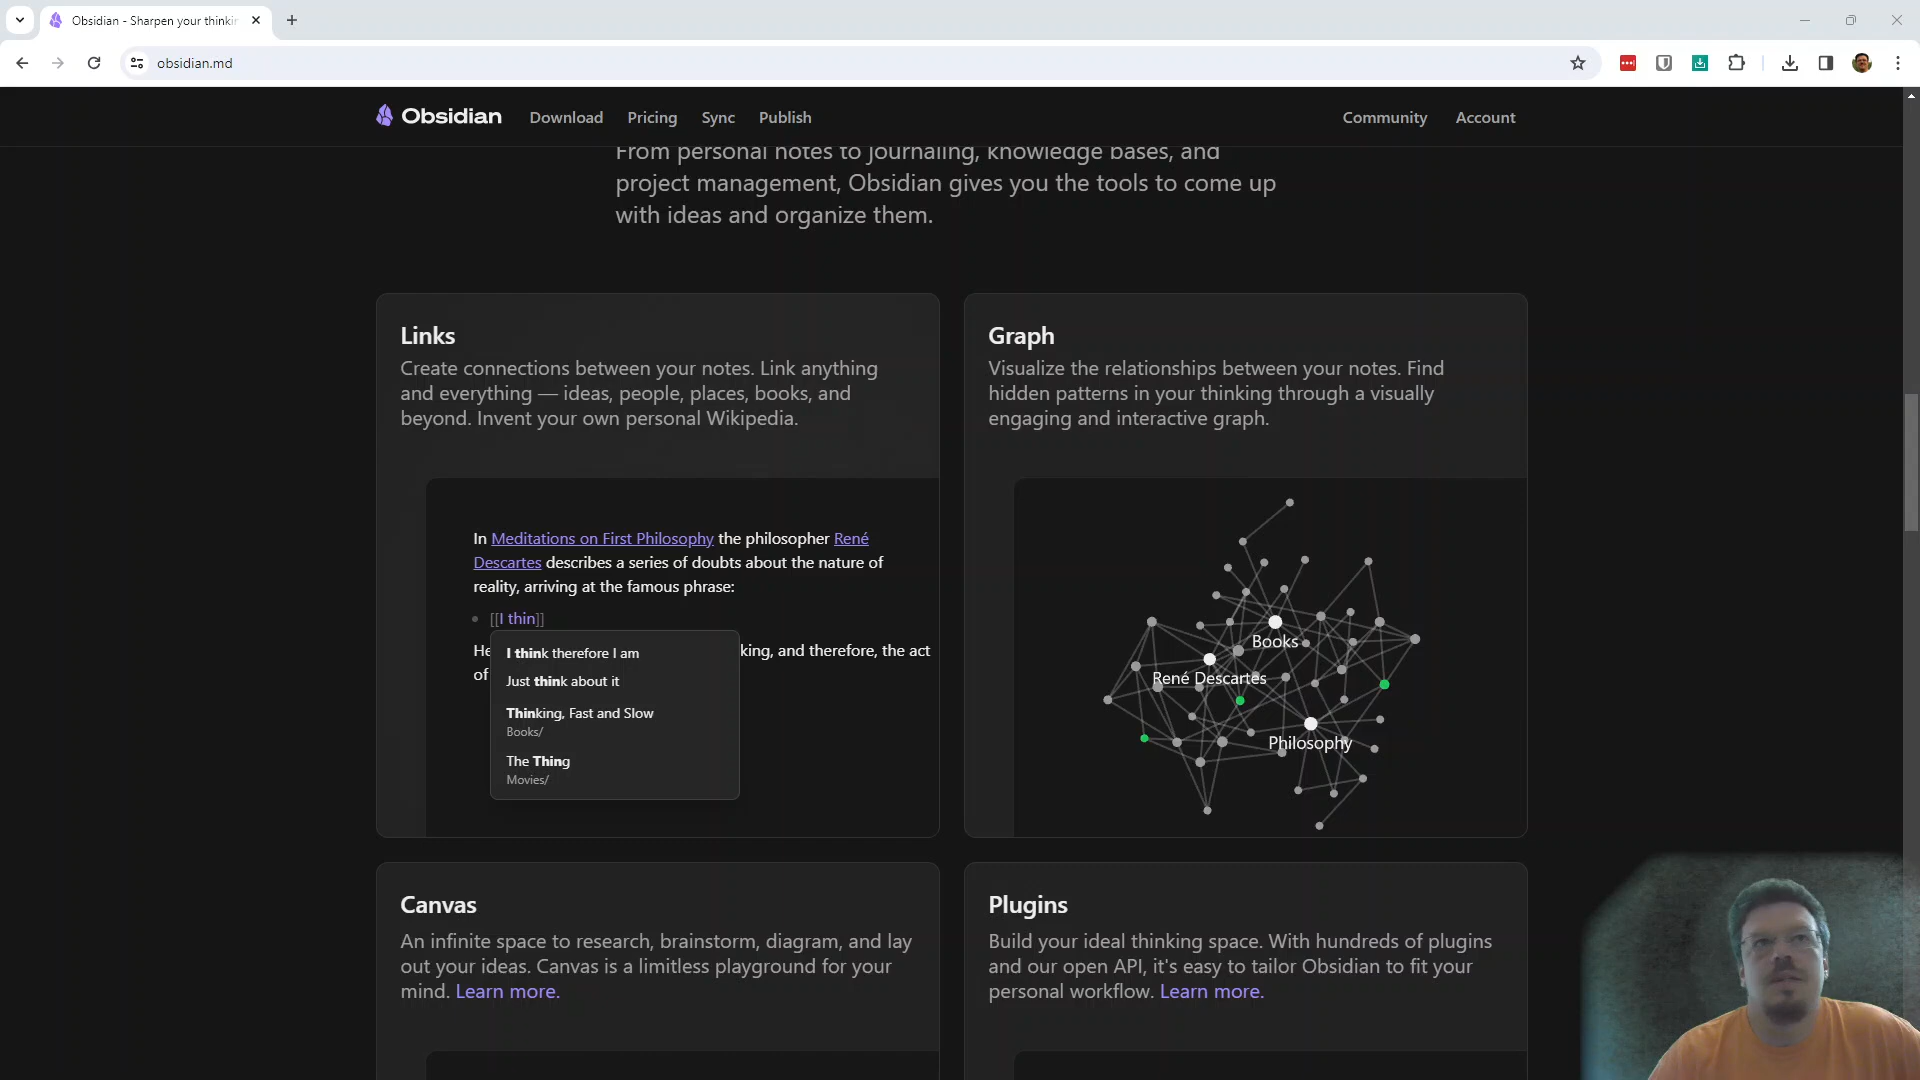 Obsidian - Sharpen your thinkin
obsidian.md
Obsidian Download Pricing Sync Publish Community Account
From personal notes to journaling, knowledge bases, and
project management, Obsidian gives you the tools to come up
with ideas and organize them.
Links
Create connections between your notes. Link anything
and everything — ideas, people, places, books, and
beyond. Invent your own personal Wikipedia.
In Meditations on First Philosophy the philosopher René
Descartes describes a series of doubts about the nature of
reality, arriving at the famous phrase:
[[I thin]]
He king, and therefore, the act
of
I think therefore I am
Just think about it
Thinking, Fast and Slow
Books/
The Thing
Movies/
Graph
Visualize the relationships between your notes. Find
hidden patterns in your thinking through a visually
engaging and interactive graph.
Books
René Descartes
Philosophy
Canvas
An infinite space to research, brainstorm, diagram, and lay
out your ideas. Canvas is a limitless playground for your
mind. Learn more.
Plugins
Build your ideal thinking space. With hundreds of plugins
and our open API, it's easy to tailor Obsidian to fit your
personal workflow. Learn more.